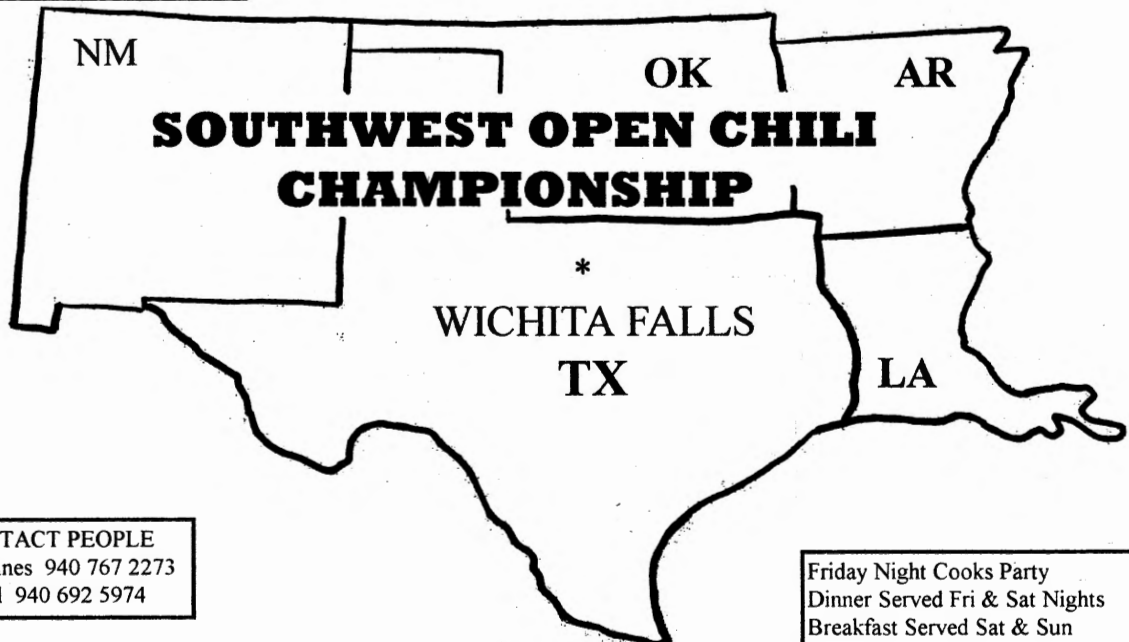 NM
OK
AR
SOUTHWEST OPEN CHILI
CHAMPIONSHIP
*
WICHITA FALLS
TX
LA
PEOPLE
940 767 2273
940 692 5974
Friday Night Cooks Party
Dinner Served Fri & Sat Nights
Breakfast Served Sat & Sun